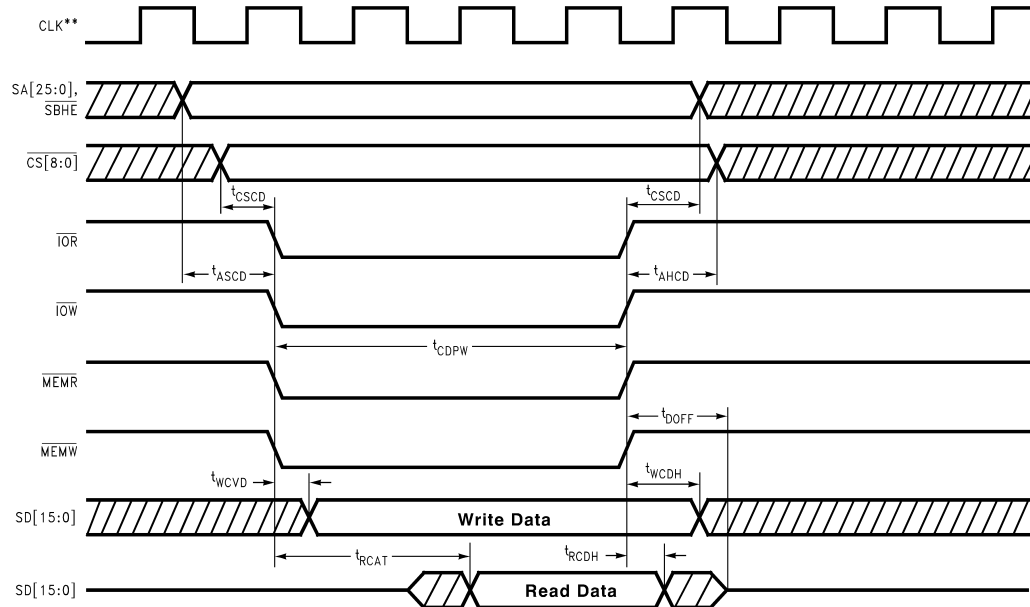 CLK**
SA[25:0],
SBHE
CS[8:0]
tCSCD
tCSCD
IOR
tASCD
tAHCD
IOW
tCDPW
MEMR
tDOFF
MEMW
tWCVD
tWCDH
SD[15:0]
Write Data
tRCAT
tRCDH
SD[15:0]
Read Data